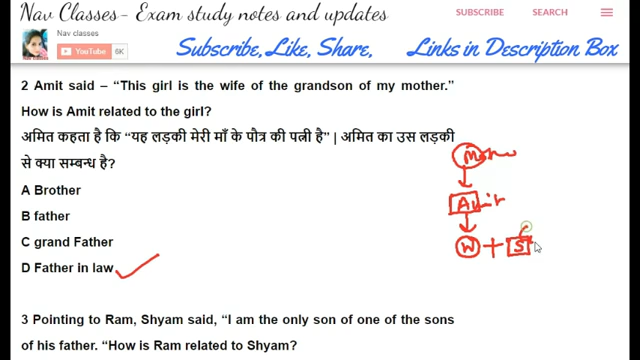 Nav Classes- Exam study notes and updates
SUBSCRIBE
SEARCH
Nav classes
YouTube 6K
Subscribe, Like, Share,
Links in Description Box
2 Amit said – “This girl is the wife of the grandson of my mother.”
How is Amit related to the girl?
अमित कहता है कि “यह लड़की मेरी माँ के पौत्र की पत्नी है” | अमित का उस लड़की
से क्या सम्बन्ध है?
A Brother
B father
C grand Father
D Father in law
Amit
W + S
3 Pointing to Ram, Shyam said, “I am the only son of one of the sons
of his father. “How is Ram related to Shyam?